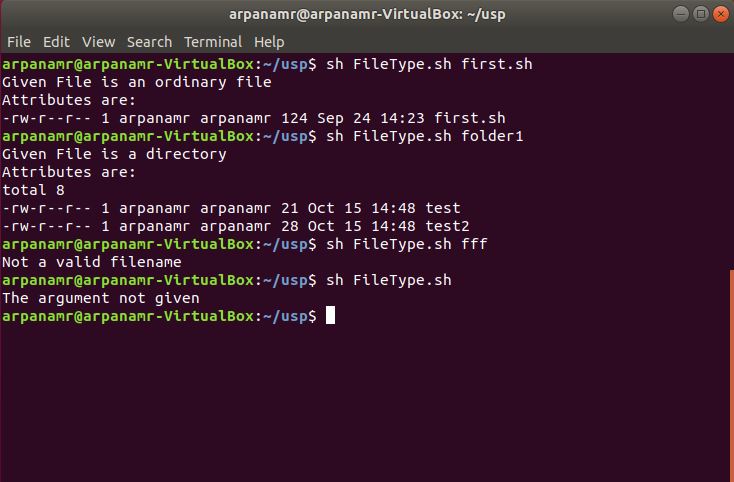 arpanamr@arpanamr-VirtualBox: ~/usp
File Edit View Search Terminal Help
arpanamr@arpanamr-VirtualBox:~/usp$ sh FileType.sh first.sh
Given File is an ordinary file
Attributes are:
-rw-r--r-- 1 arpanamr arpanamr 124 Sep 24 14:23 first.sh
arpanamr@arpanamr-VirtualBox:~/usp$ sh FileType.sh folder1
Given File is a directory
Attributes are:
total 8
-rw-r--r-- 1 arpanamr arpanamr 21 Oct 15 14:48 test
-rw-r--r-- 1 arpanamr arpanamr 28 Oct 15 14:48 test2
arpanamr@arpanamr-VirtualBox:~/usp$ sh FileType.sh fff
Not a valid filename
arpanamr@arpanamr-VirtualBox:~/usp$ sh FileType.sh
The argument not given
arpanamr@arpanamr-VirtualBox:~/usp$